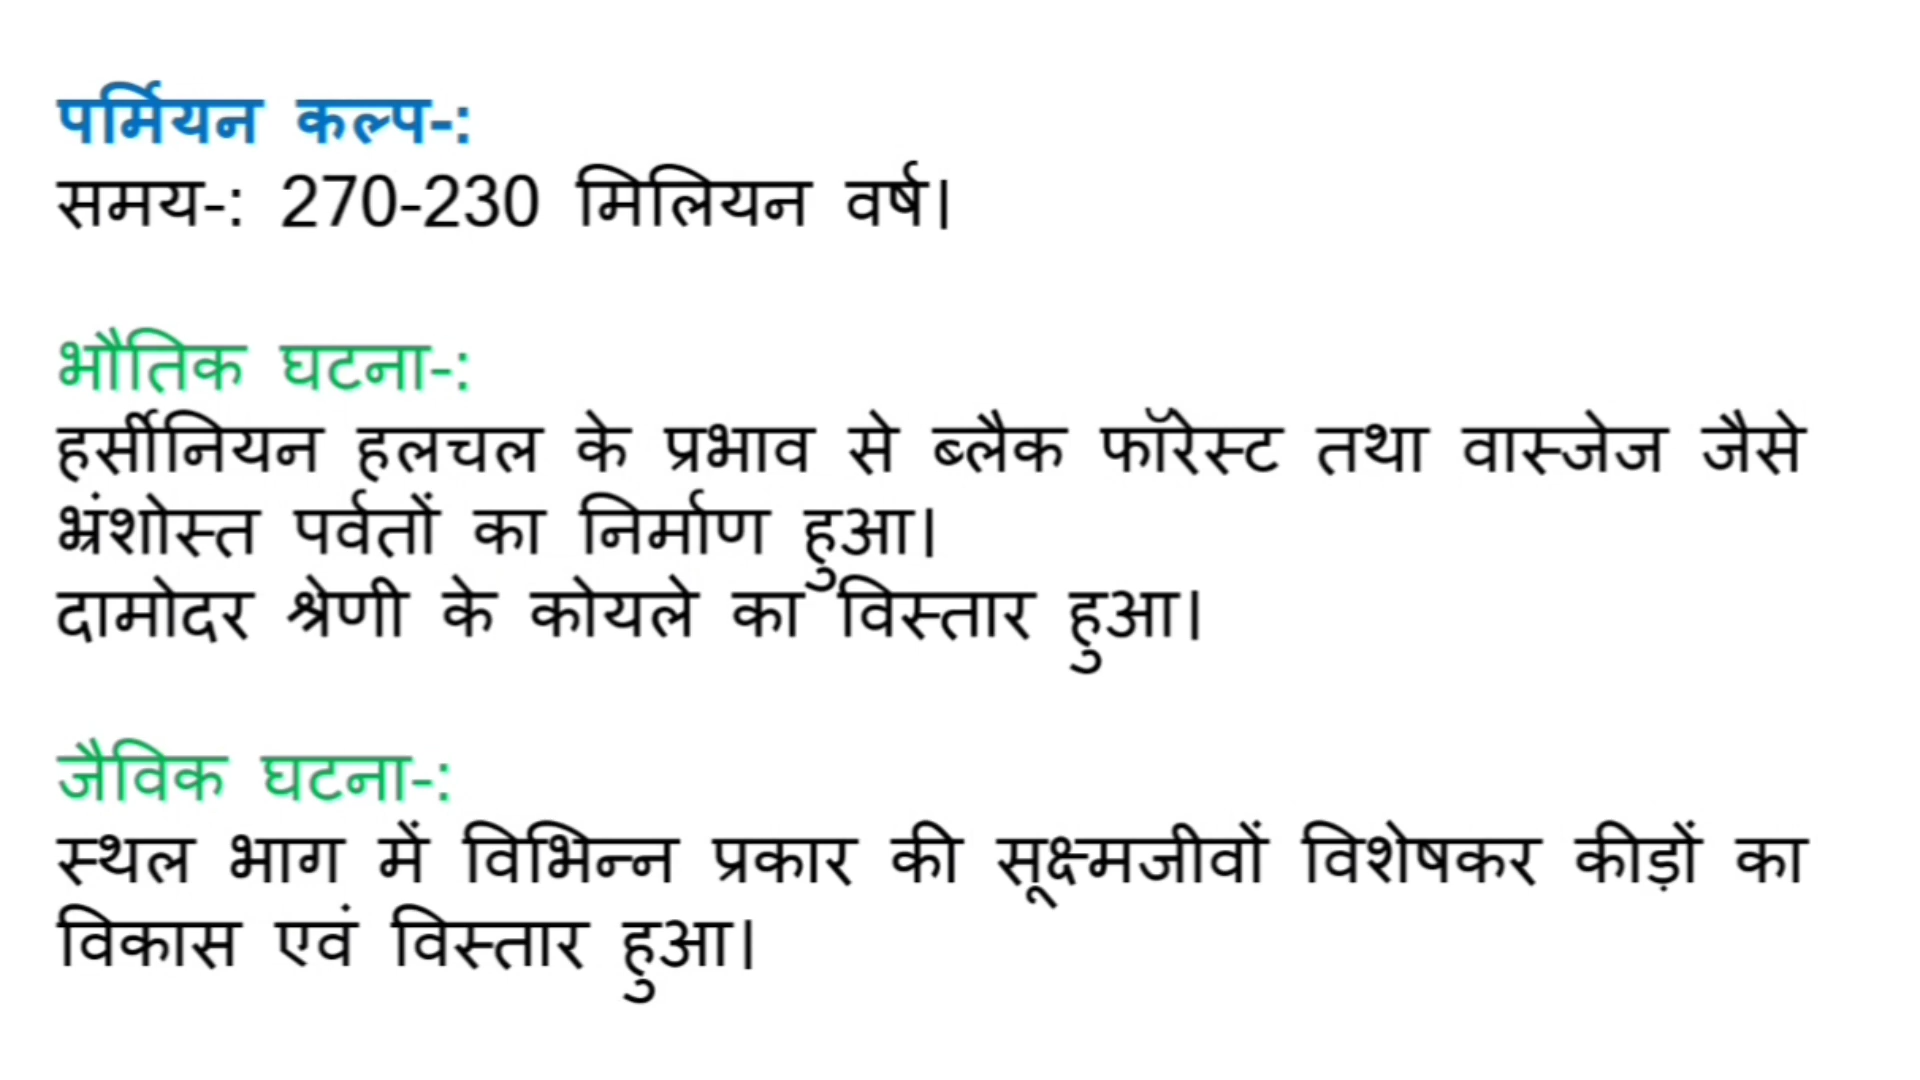 पर्मियन कल्प-:
समय-: 270-230 मिलियन वर्ष।
भौतिक घटना-:
हर्सीनियन हलचल के प्रभाव से ब्लैक फॉरेस्ट तथा वास्जेज जैसे
भ्रंशोस्त पर्वतों का निर्माण हुआ।
दामोदर श्रेणी के कोयले का विस्तार हुआ।
जैविक घटना-:
स्थल भाग में विभिन्न प्रकार की सूक्ष्मजीवों विशेषकर कीड़ों का
विकास एवं विस्तार हुआ।